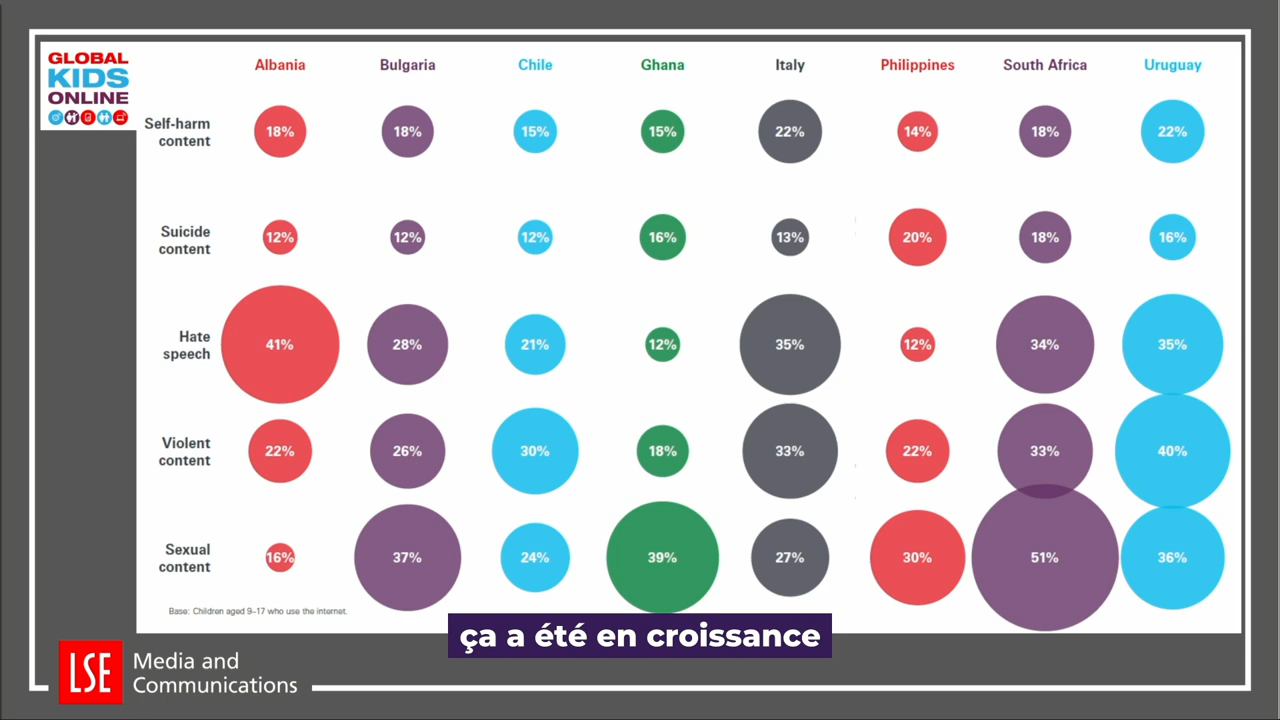 GLOBAL
KIDS
ONLINE
Albania Bulgaria Chile Ghana Italy Philippines South Africa Uruguay
Self-harm
content
18% 18% 15% 15% 22% 14% 18% 22%
Suicide
content
12% 12% 12% 16% 13% 20% 18% 16%
Hate
speech
41% 28% 21% 12% 35% 12% 34% 35%
Violent
content
22% 26% 30% 18% 33% 22% 33% 40%
Sexual
content
16% 37% 24% 39% 27% 30% 51% 36%
Base: Children aged 9–17 who use the internet.
ça a été en croissance
LSE
Media and
Communications